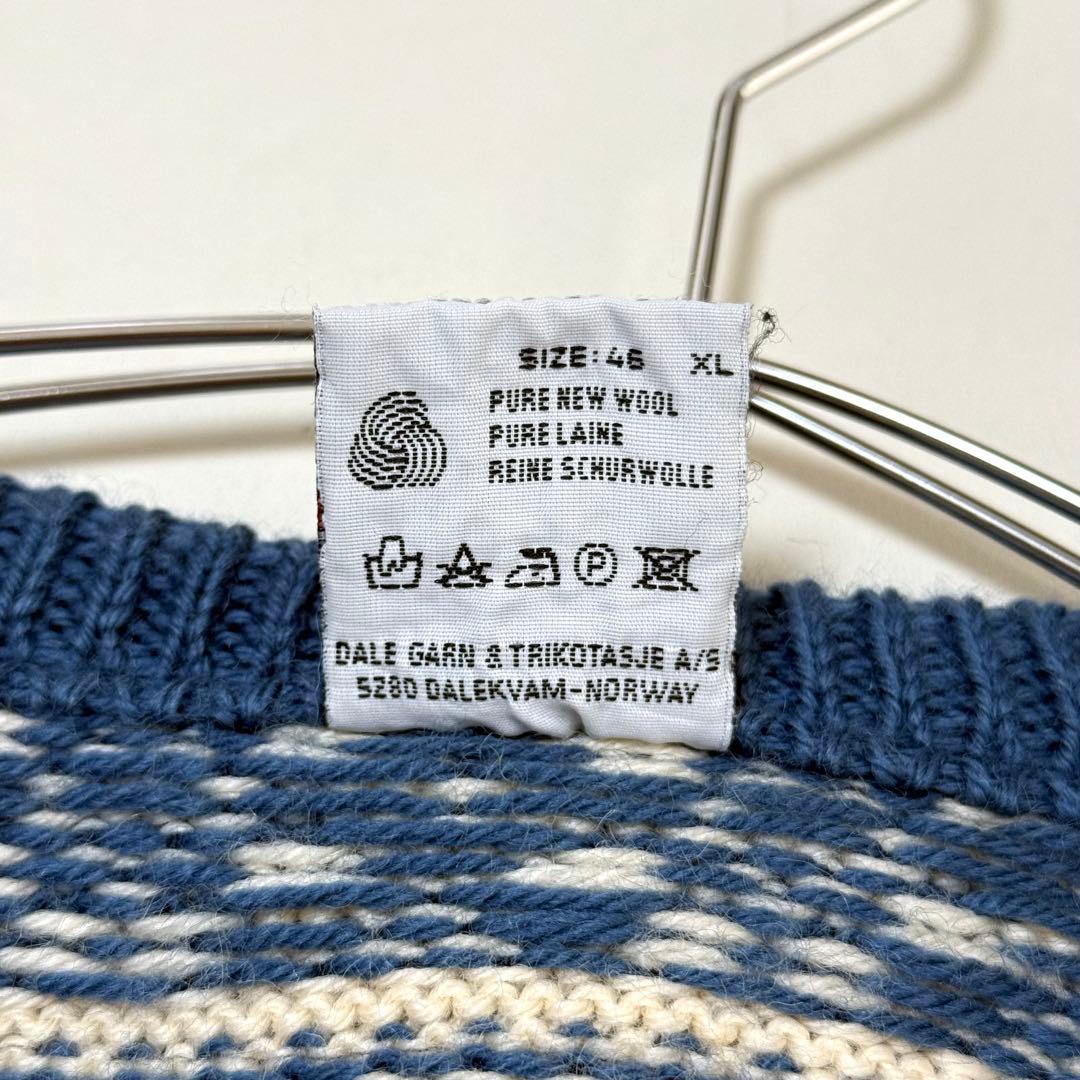 SIZE: 46 XL
PURE NEW WOOL
PURE LAINE
REINE SCHURWOLLE
P
DALE GARN & TRIKOTASJE A/S
5280 DALEKVAM-NORWAY